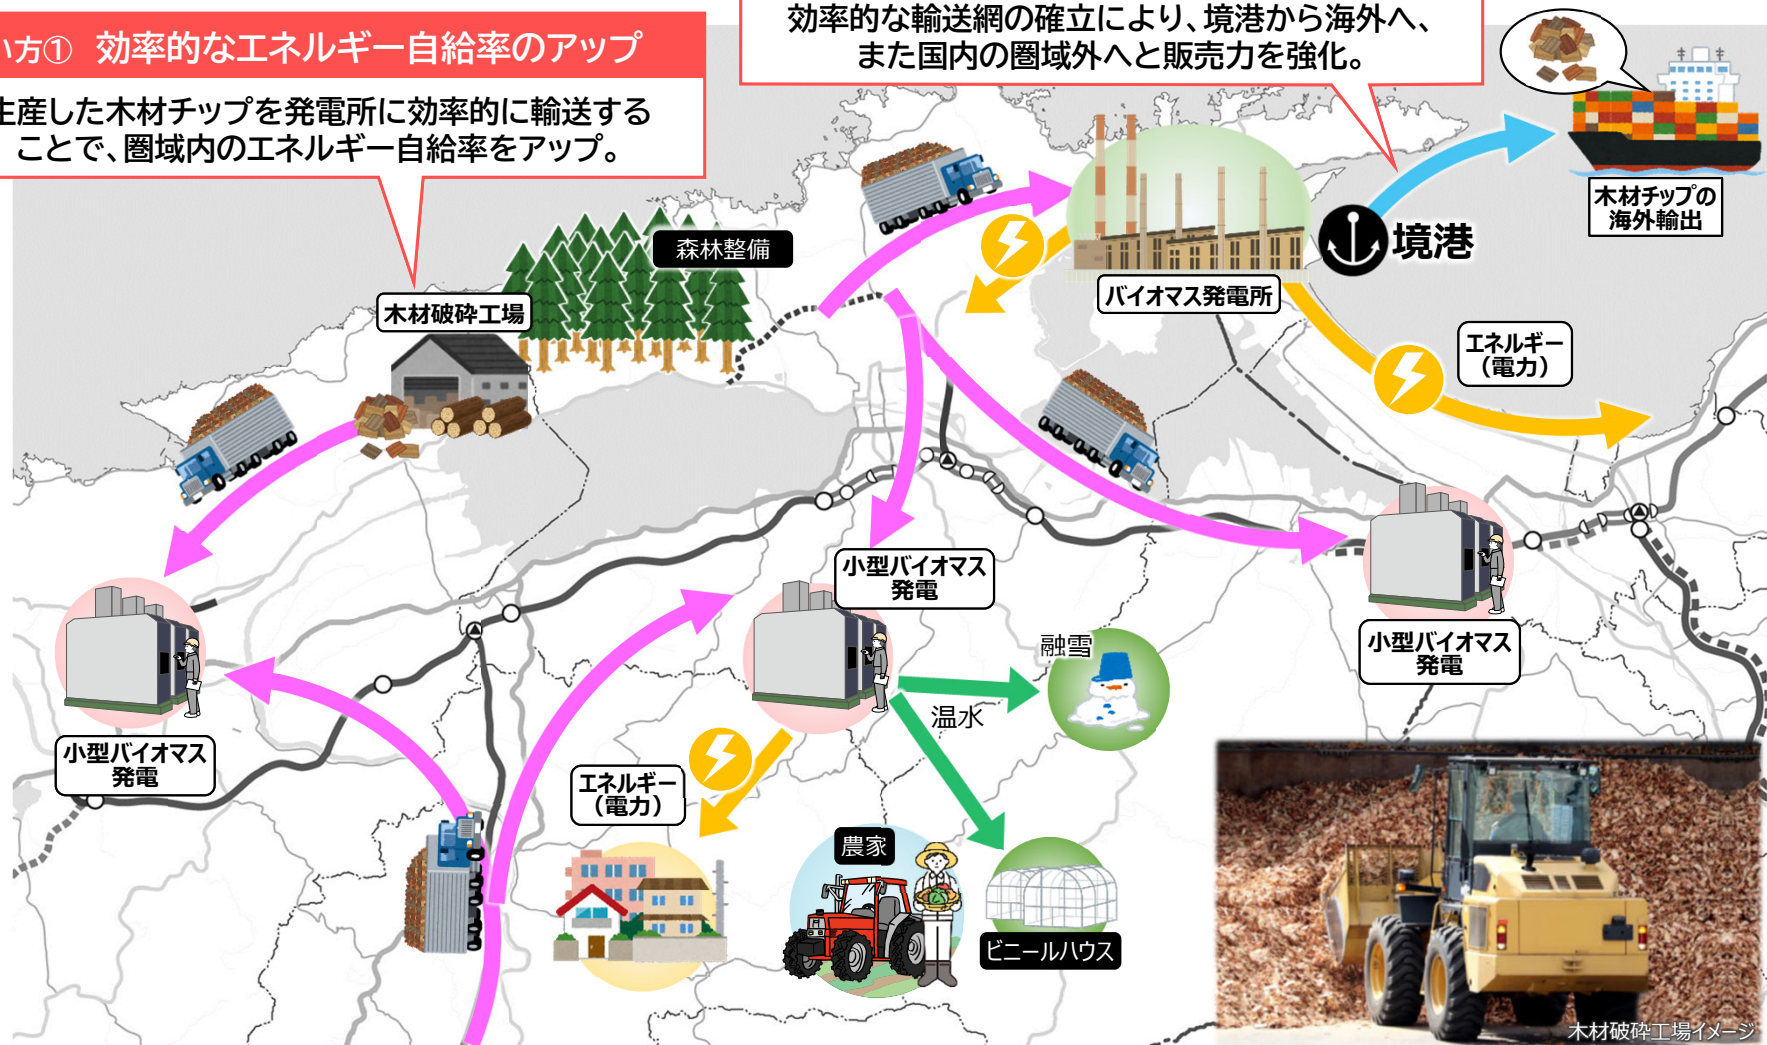 い方① 効率的なエネルギー自給率のアップ
生産した木材チップを発電所に効率的に輸送する
ことで、圏域内のエネルギー自給率をアップ。
効率的な輸送網の確立により、境港から海外へ、
また国内の圏域外へと販売力を強化。
木材チップの
海外輸出
境港
森林整備
木材破砕工場
バイオマス発電所
エネルギー
（電力）
小型バイオマス
発電
小型バイオマス
発電
小型バイオマス
発電
融雪
温水
エネルギー
（電力）
農家
ビニールハウス
木材破砕工場イメージ